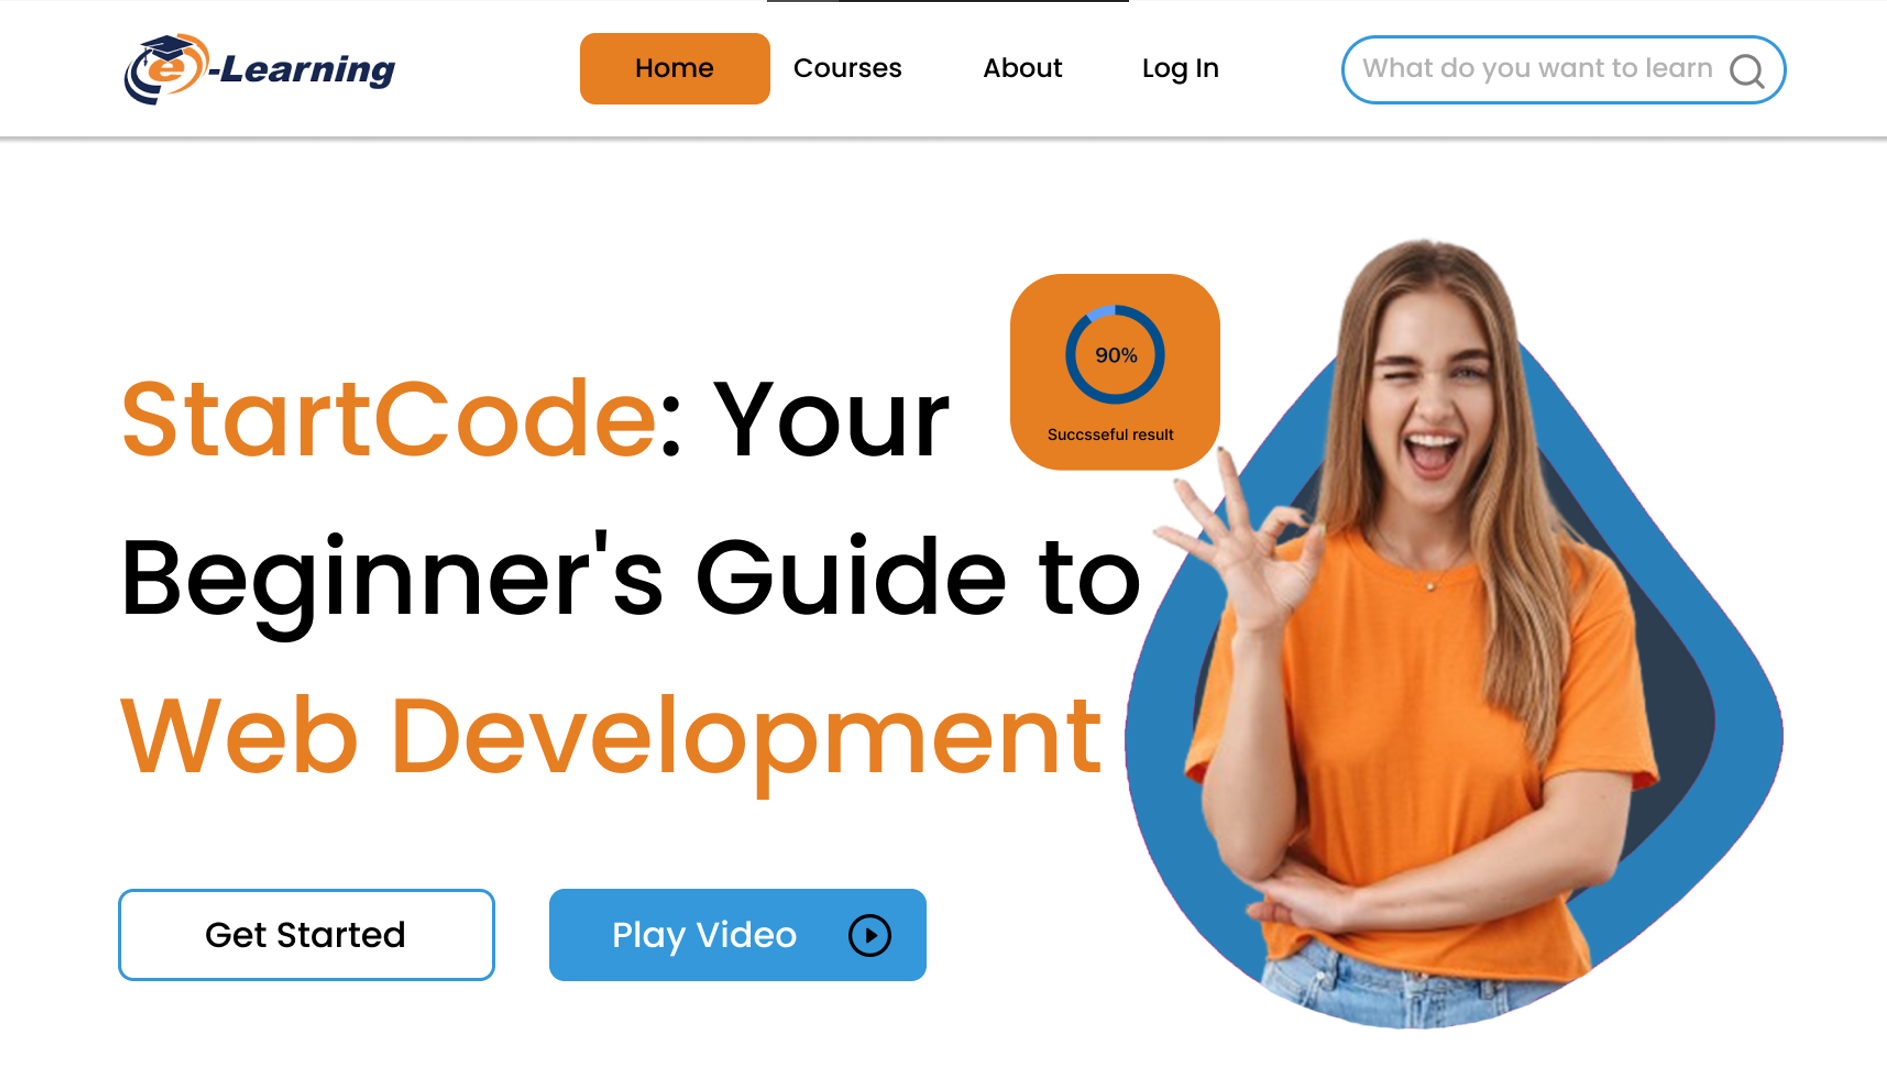 e-Learning
Home
Courses
About
Log In
What do you want to learn
90%
Succsseful result
StartCode: Your
Beginner's Guide to
Web Development
Get Started
Play Video